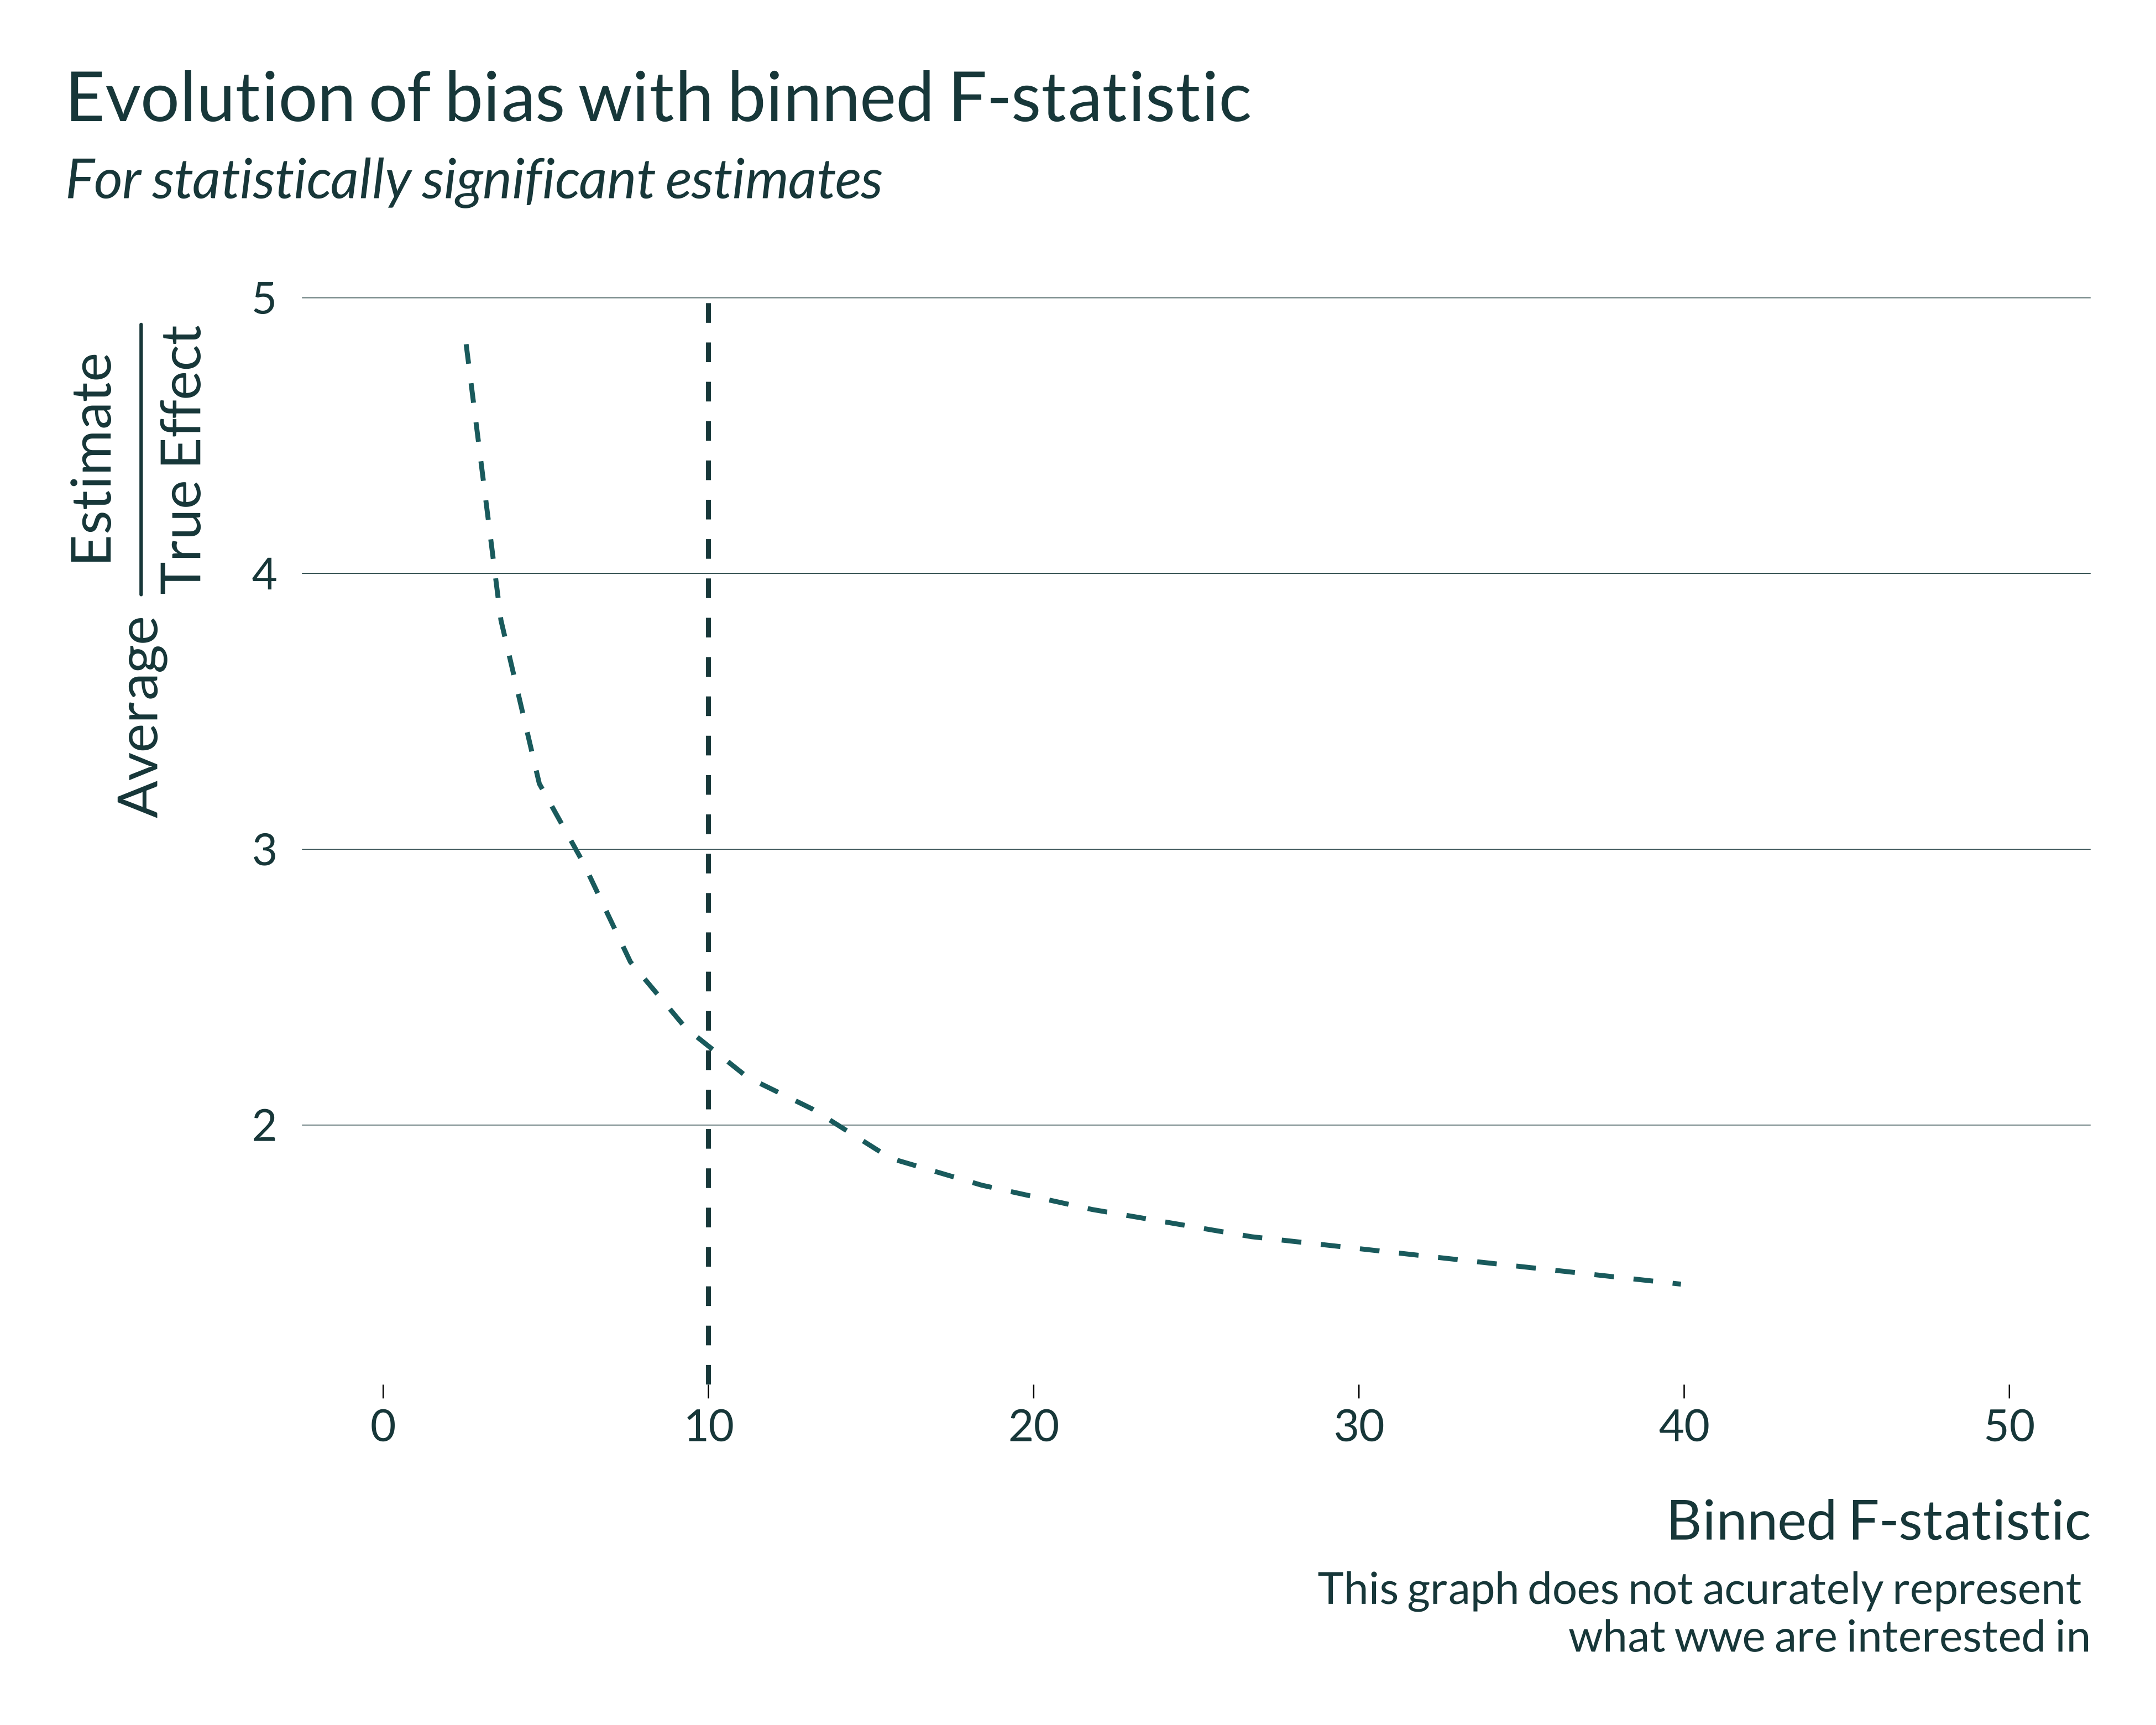 Evolution of bias with binned F-statistic
For statistically significant estimates
Average
Estimate
True Effect
5
4
3
2
0 10 20 30 40 50
Binned F-statistic
This graph does not acurately represent
what wwe are interested in